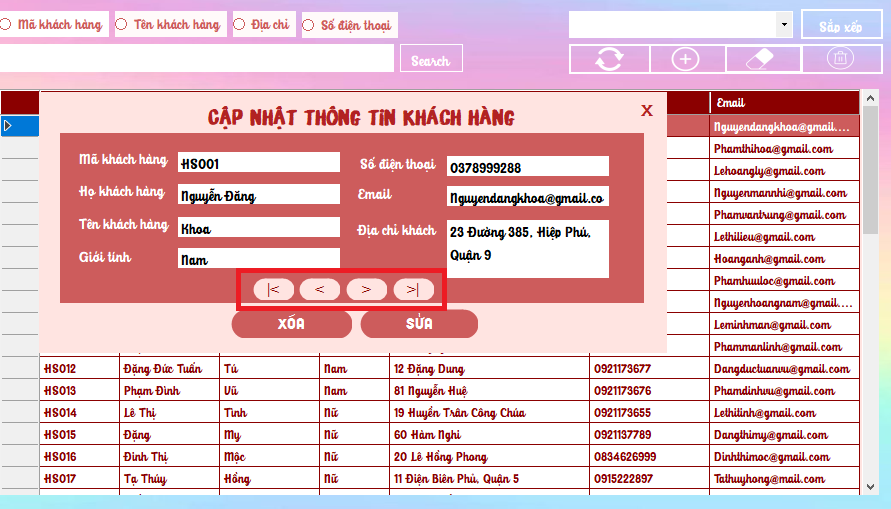 Mã khách hàng Tên khách hàng Địa chỉ Số điện thoại Sắp xếp
Search
Email
CẬP NHẬT THÔNG TIN KHÁCH HÀNG X
Nguyendangkhoa@gmail....
Mã khách hàng HS001 Số điện thoại 0378999288
Phamthihoa@gmail.com
Lehoangly@gmail.com
Họ khách hàng Nguyễn Đăng Email Nguyendangkhoa@gmail.co
Nguyenmannhi@gmail.com
Phamvantrung@gmail.com
Tên khách hàng Khoa Địa chỉ khách 23 Đường 385, Hiệp Phú,
Quận 9
Lethilieu@gmail.com
Giới tính Nam
Hoanganh@gmail.com
Phamhuuloc@gmail.com
|< < > >|
Nguyenhoangnam@gmail....
XÓA SỬA
Leminhman@gmail.com
Phammanlinh@gmail.com
HS012 Đặng Đức Tuấn Tú Nam 12 Đặng Dung 0921173677 Dangductuanvu@gmail.com
HS013 Phạm Đình Vũ Nam 81 Nguyễn Huệ 0921173676 Phamdinhvu@gmail.com
HS014 Lê Thị Tình Nữ 19 Huyền Trân Công Chúa 0921173655 Lethitinh@gmail.com
HS015 Đặng My Nữ 60 Hàm Nghi 0921137789 Dangthimy@gmail.com
HS016 Đinh Thị Mộc Nữ 20 Lê Hồng Phong 0834626999 Dinhthimoc@gmail.com
HS017 Tạ Thúy Hồng Nữ 11 Điện Biên Phủ, Quận 5 0915222897 Tathuyhong@mail.com